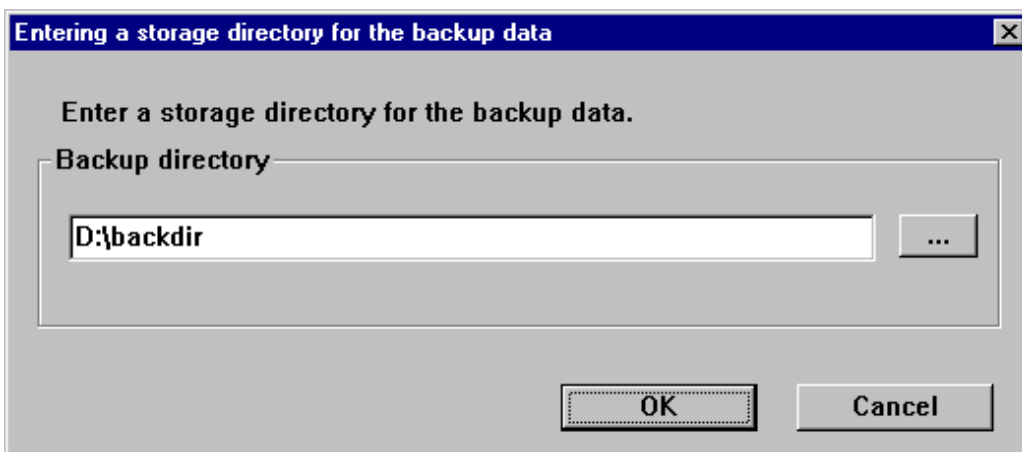 Entering a storage directory for the backup data
Enter a storage directory for the backup data.
Backup directory
D:\backdir
...
OK
Cancel